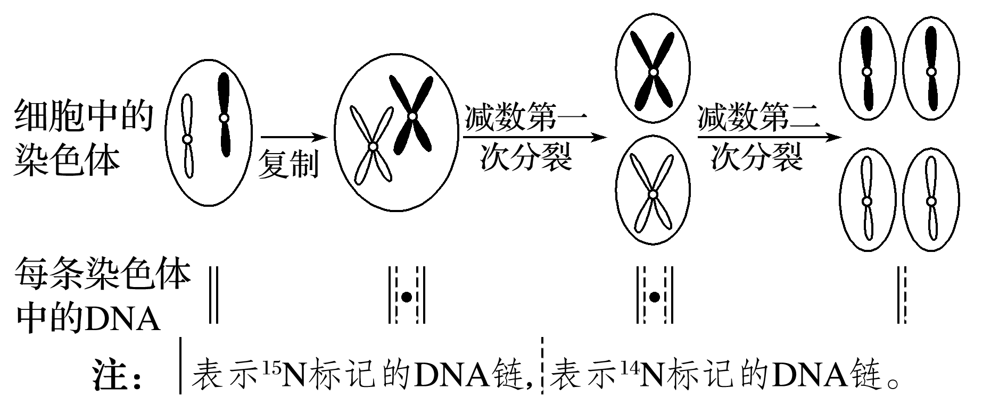 细胞中的
染色体
复制
减数第一
次分裂
减数第二
次分裂
每条染色体
中的DNA
注： 表示¹⁵N标记的DNA链, 表示¹⁴N标记的DNA链。